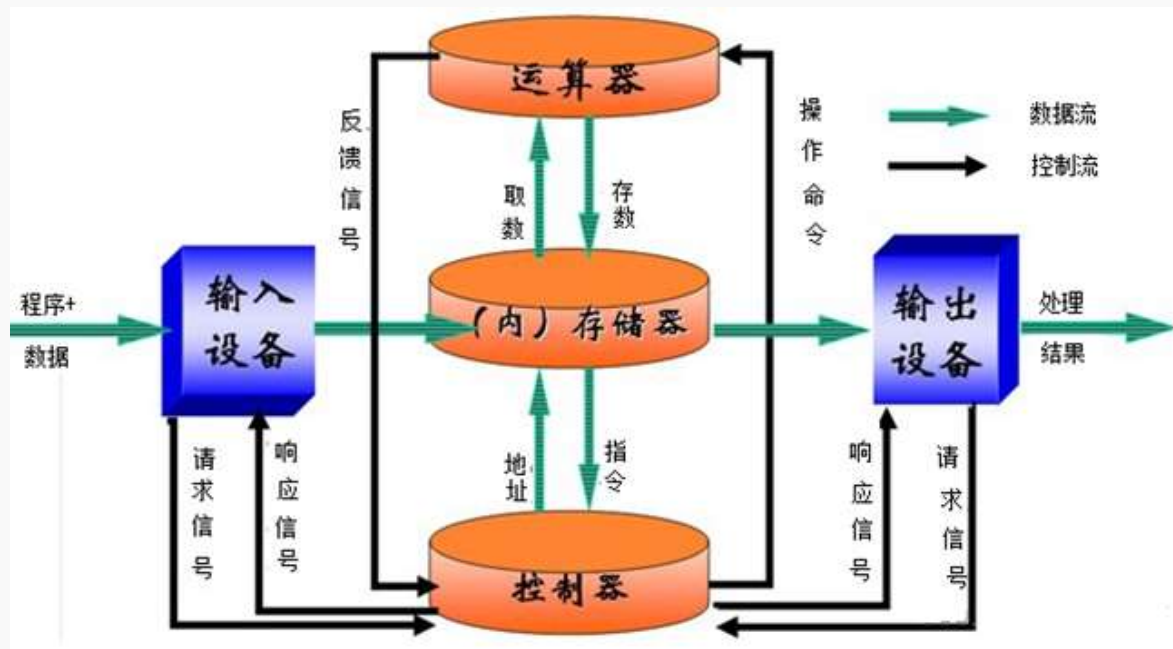 运算器
反馈信号
操作命令
数据流
控制流
取数
存数
程序+
数据
输入
设备
（内）存储器
输出
设备
处理
结果
地址
指令
请求信号
响应信号
响应信号
请求信号
控制器